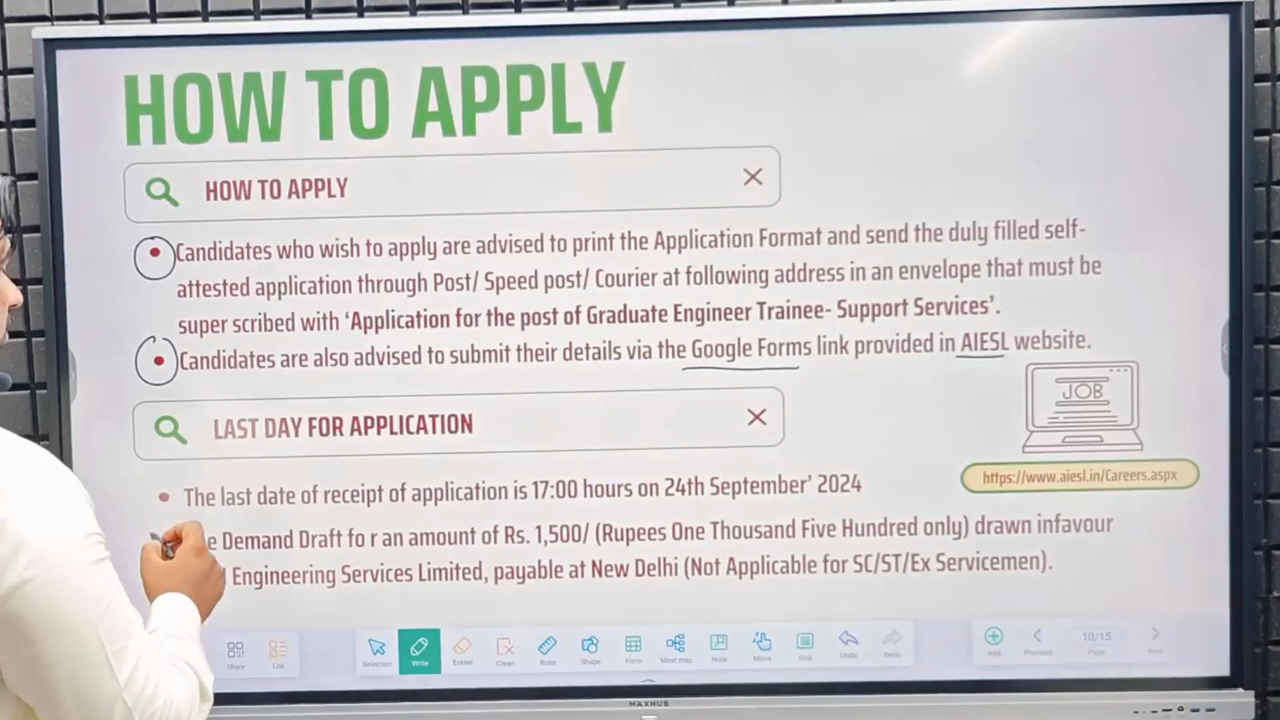 HOW TO APPLY
HOW TO APPLY
Candidates who wish to apply are advised to print the Application Format and send the duly filled self-
attested application through Post/ Speed post/ Courier at following address in an envelope that must be
super scribed with ‘Application for the post of Graduate Engineer Trainee- Support Services’.
Candidates are also advised to submit their details via the Google Forms link provided in AIESL website.
JOB
LAST DAY FOR APPLICATION
https://www.aiesl.in/Careers.aspx
The last date of receipt of application is 17:00 hours on 24th September’ 2024
e Demand Draft fo r an amount of Rs. 1,500/ (Rupees One Thousand Five Hundred only) drawn infavour
Engineering Services Limited, payable at New Delhi (Not Applicable for SC/ST/Ex Servicemen).
Share List Selection Write Eraser Clean Ruler Shape Form Mind map Note Move Grid Undo Redo Add Previous 10/15 Page Next
MAXHUB